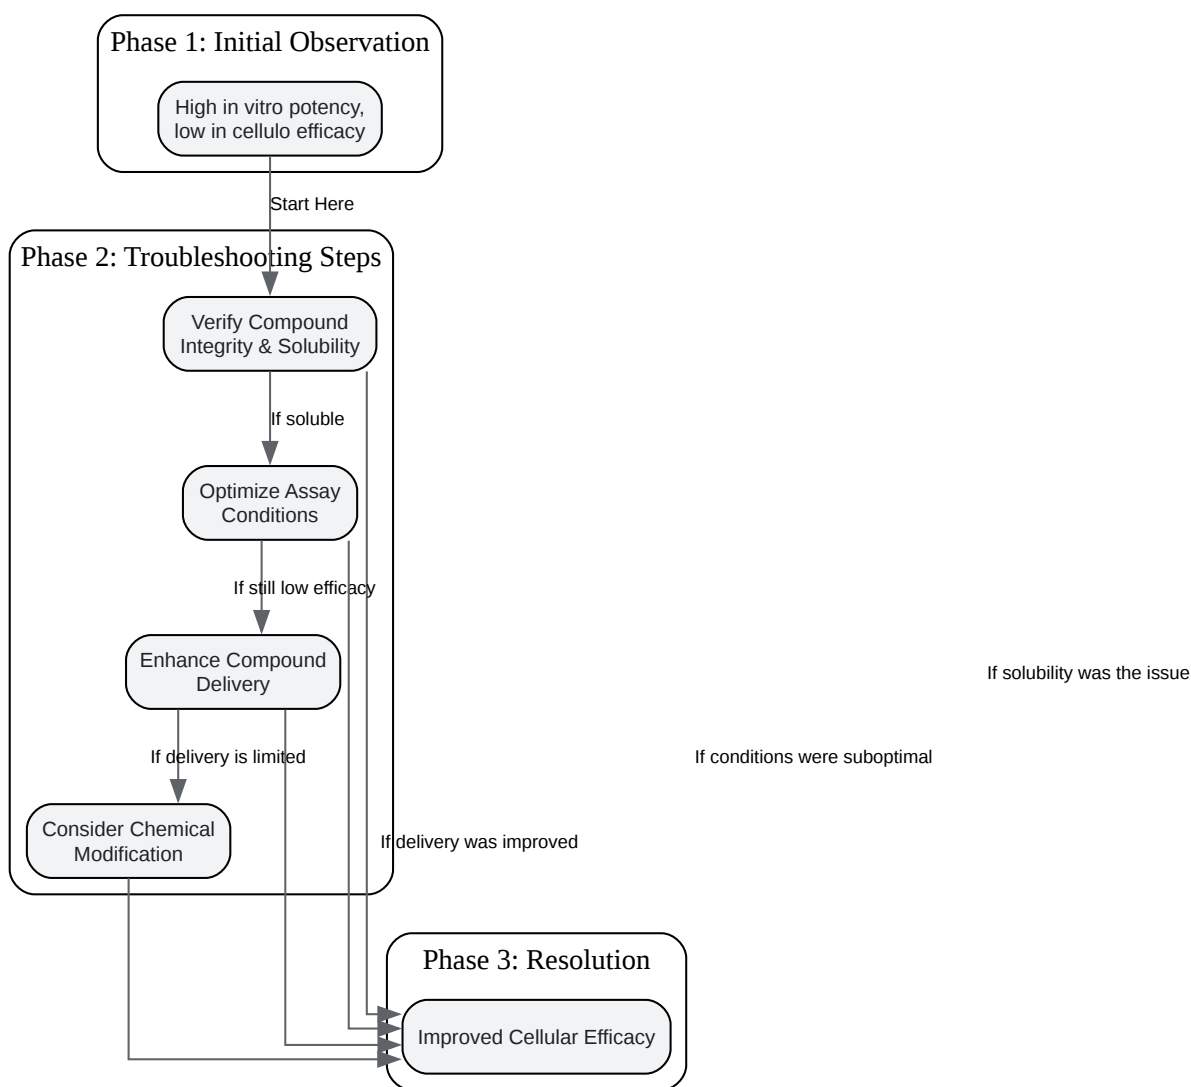 Phase 1: Initial Observation
High in vitro potency,
low in cellulo efficacy
Start Here
Phase 2: Troubleshooting Steps
Verify Compound
Integrity & Solubility
If soluble
Optimize Assay
Conditions
If still low efficacy
Enhance Compound
Delivery
If solubility was the issue
If delivery is limited
If conditions were suboptimal
Consider Chemical
Modification
If delivery was improved
Phase 3: Resolution
Improved Cellular Efficacy